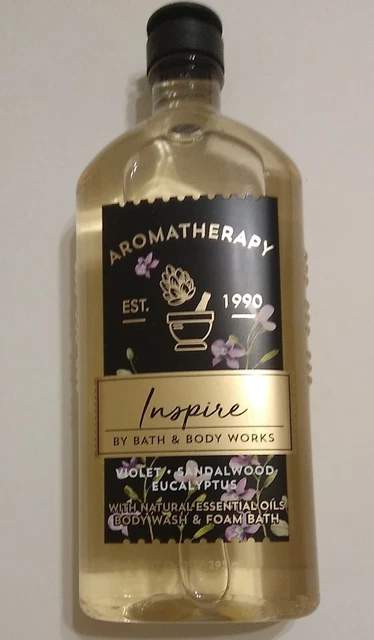 AROMATHERAPY
EST. 1990
Inspire
BY BATH & BODY WORKS
VIOLET • SANDALWOOD
EUCALYPTUS
WITH NATURAL ESSENTIAL OILS
BODY WASH & FOAM BATH